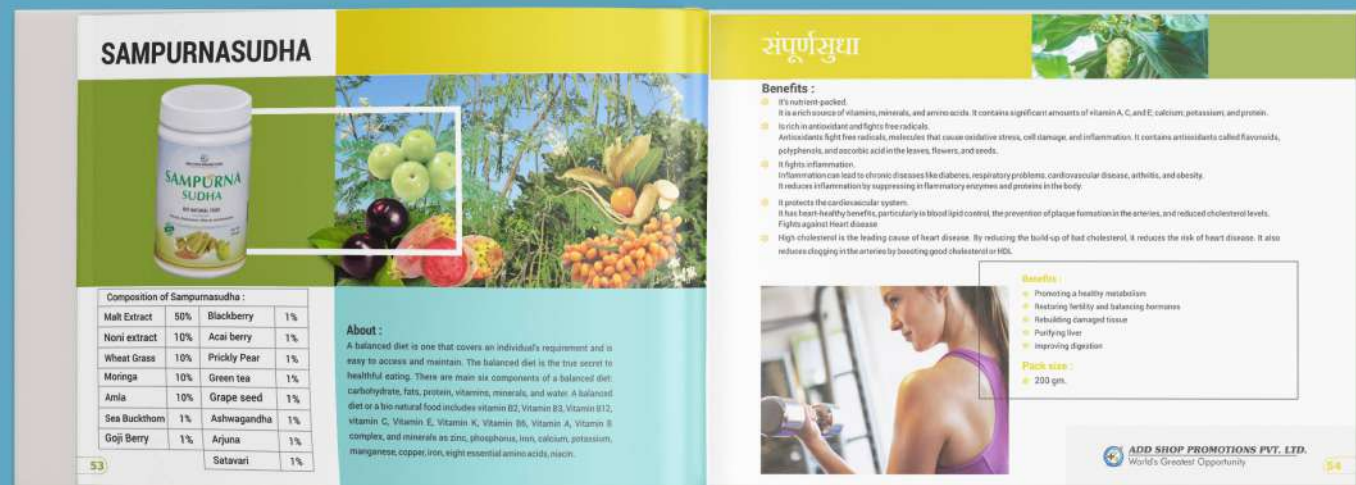 SAMPURNASUDHA
SAMPURNA
SUDHA
BIO NATURAL FOOD
Composition of Sampurnasudha :
Malt Extract 50% Blackberry 1%
Noni extract 10% Acai berry 1%
Wheat Grass 10% Prickly Pear 1%
Moringa 10% Green tea 1%
Amla 10% Grape seed 1%
Sea Buckthorn 1% Ashwagandha 1%
Goji Berry 1% Arjuna 1%
Satavari 1%
53
About :
A balanced diet is one that covers an individual's requirement and is
easy to access and maintain. The balanced diet is the true secret to
healthful eating. There are main six components of a balanced diet:
carbohydrate, fats, protein, vitamins, minerals, and water. A balanced
diet or a bio natural food includes vitamin B2, Vitamin B3, Vitamin B12,
vitamin C, Vitamin E, Vitamin K, Vitamin B6, Vitamin A, Vitamin B
complex, and minerals as zinc, phosphorus, iron, calcium, potassium,
manganese, copper, iron, eight essential amino acids, niacin.
संपूर्णसुधा
Benefits :
It's nutrient-packed.
It is a rich source of vitamins, minerals, and amino acids. It contains significant amounts of vitamin A, C, and E; calcium; potassium; and protein.
Is rich in antioxidant and fights free radicals.
Antioxidants fight free radicals, molecules that cause oxidative stress, cell damage, and inflammation. It contains antioxidants called flavonoids,
polyphenols, and ascorbic acid in the leaves, flowers, and seeds.
It fights inflammation.
Inflammation can lead to chronic diseases like diabetes, respiratory problems, cardiovascular disease, arthritis, and obesity.
It reduces inflammation by suppressing inflammatory enzymes and proteins in the body.
It protects the cardiovascular system.
It has heart-healthy benefits, particularly in blood lipid control, the prevention of plaque formation in the arteries, and reduced cholesterol levels.
Fights against Heart disease
High cholesterol is the leading cause of heart disease. By reducing the build-up of bad cholesterol, it reduces the risk of heart disease. It also
reduces clogging in the arteries by boosting good cholesterol or HDL.
Benefits :
Promoting a healthy metabolism
Restoring fertility and balancing hormones
Rebuilding damaged tissue
Purifying liver
Improving digestion
Pack size :
200 gm.
ADD SHOP PROMOTIONS PVT. LTD.
World's Greatest Opportunity
54